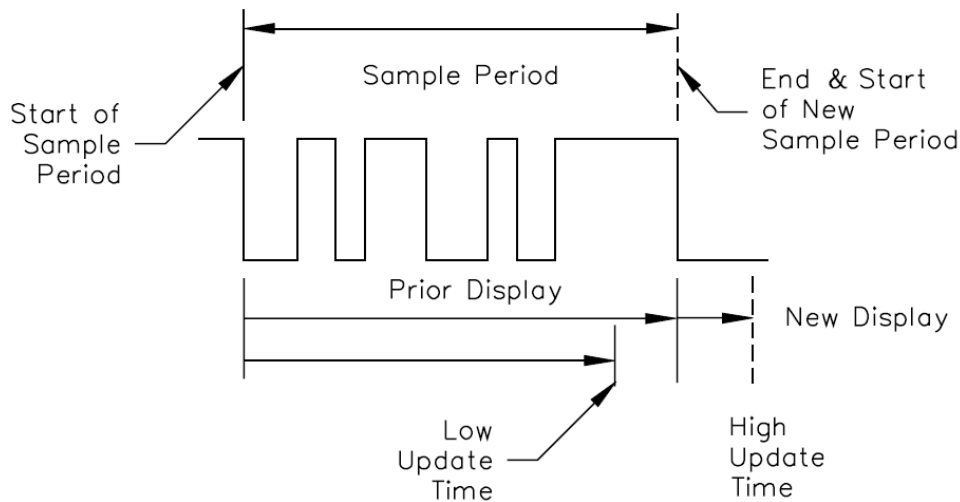 Sample Period
Start of
Sample
Period
End & Start
of New
Sample Period
Prior Display
New Display
Low
Update
Time
High
Update
Time